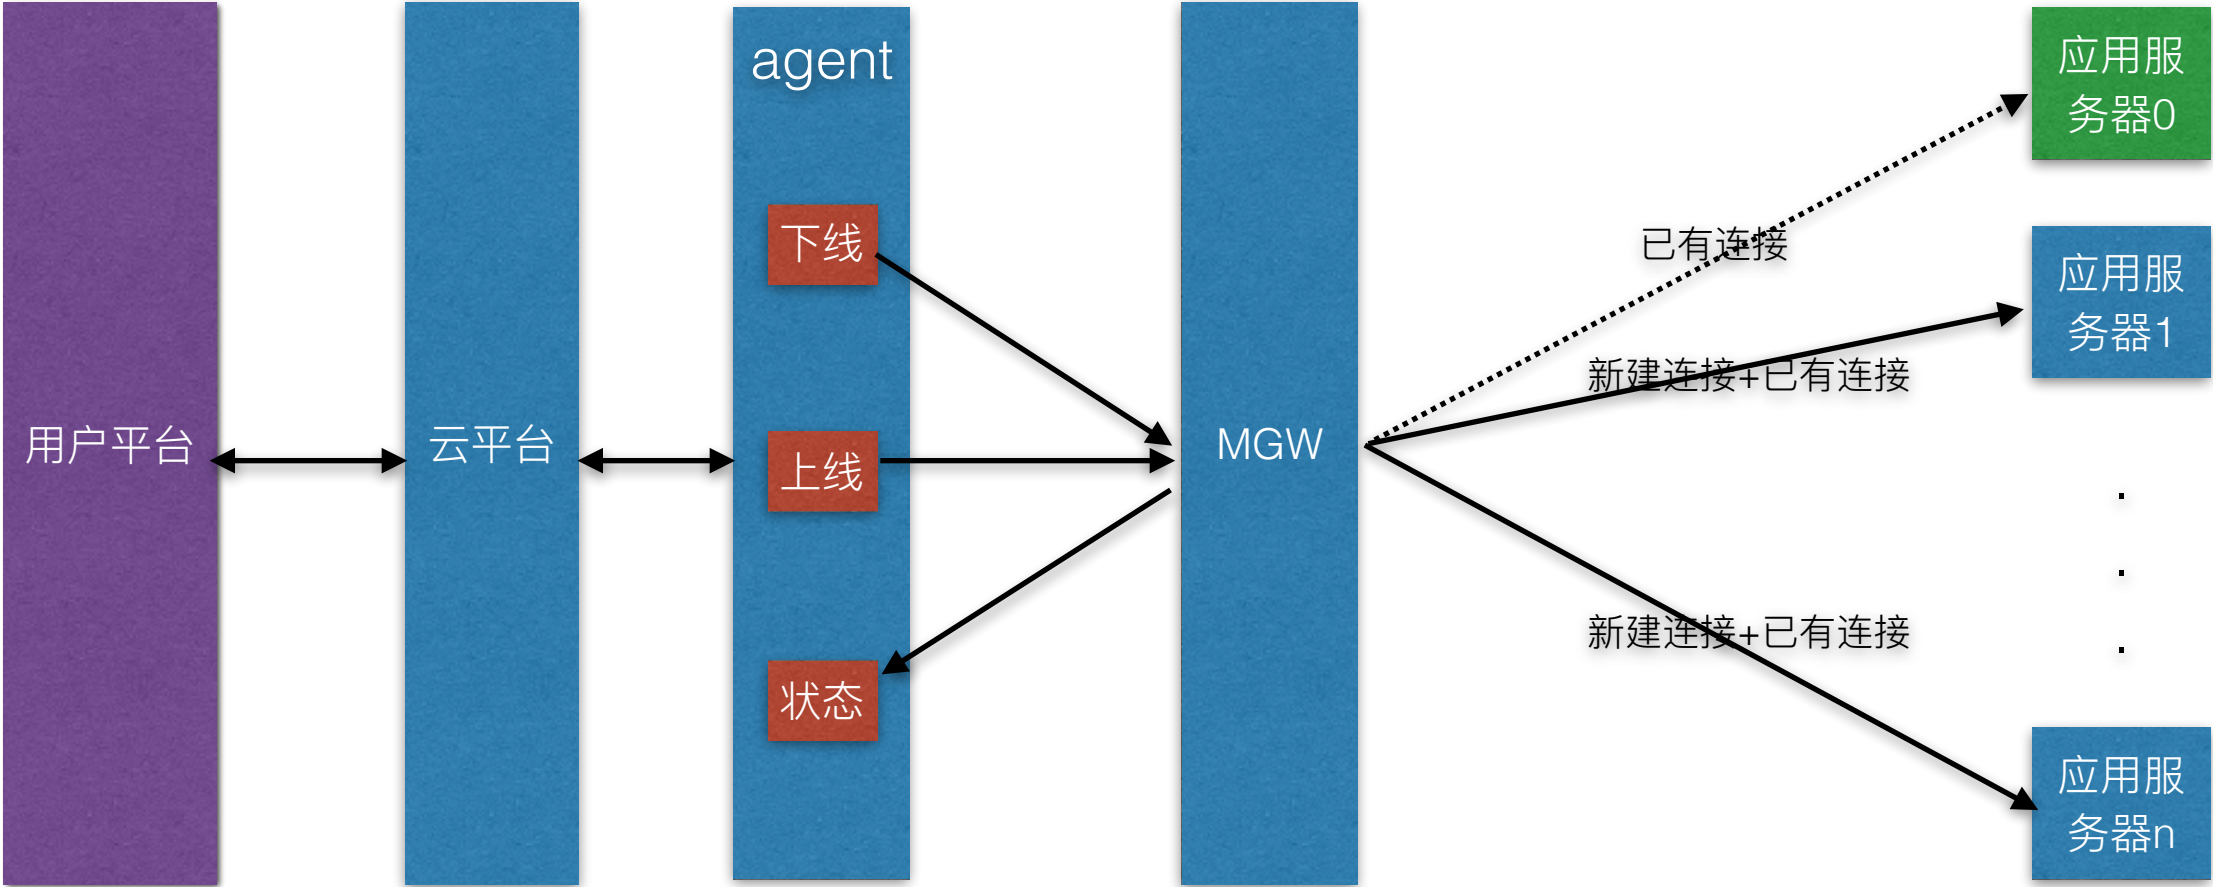 用户平台
云平台
agent
下线
上线
状态
MGW
已有连接
新建连接+已有连接
新建连接+已有连接
应用服
务器0
应用服
务器1
.
.
.
应用服
务器n